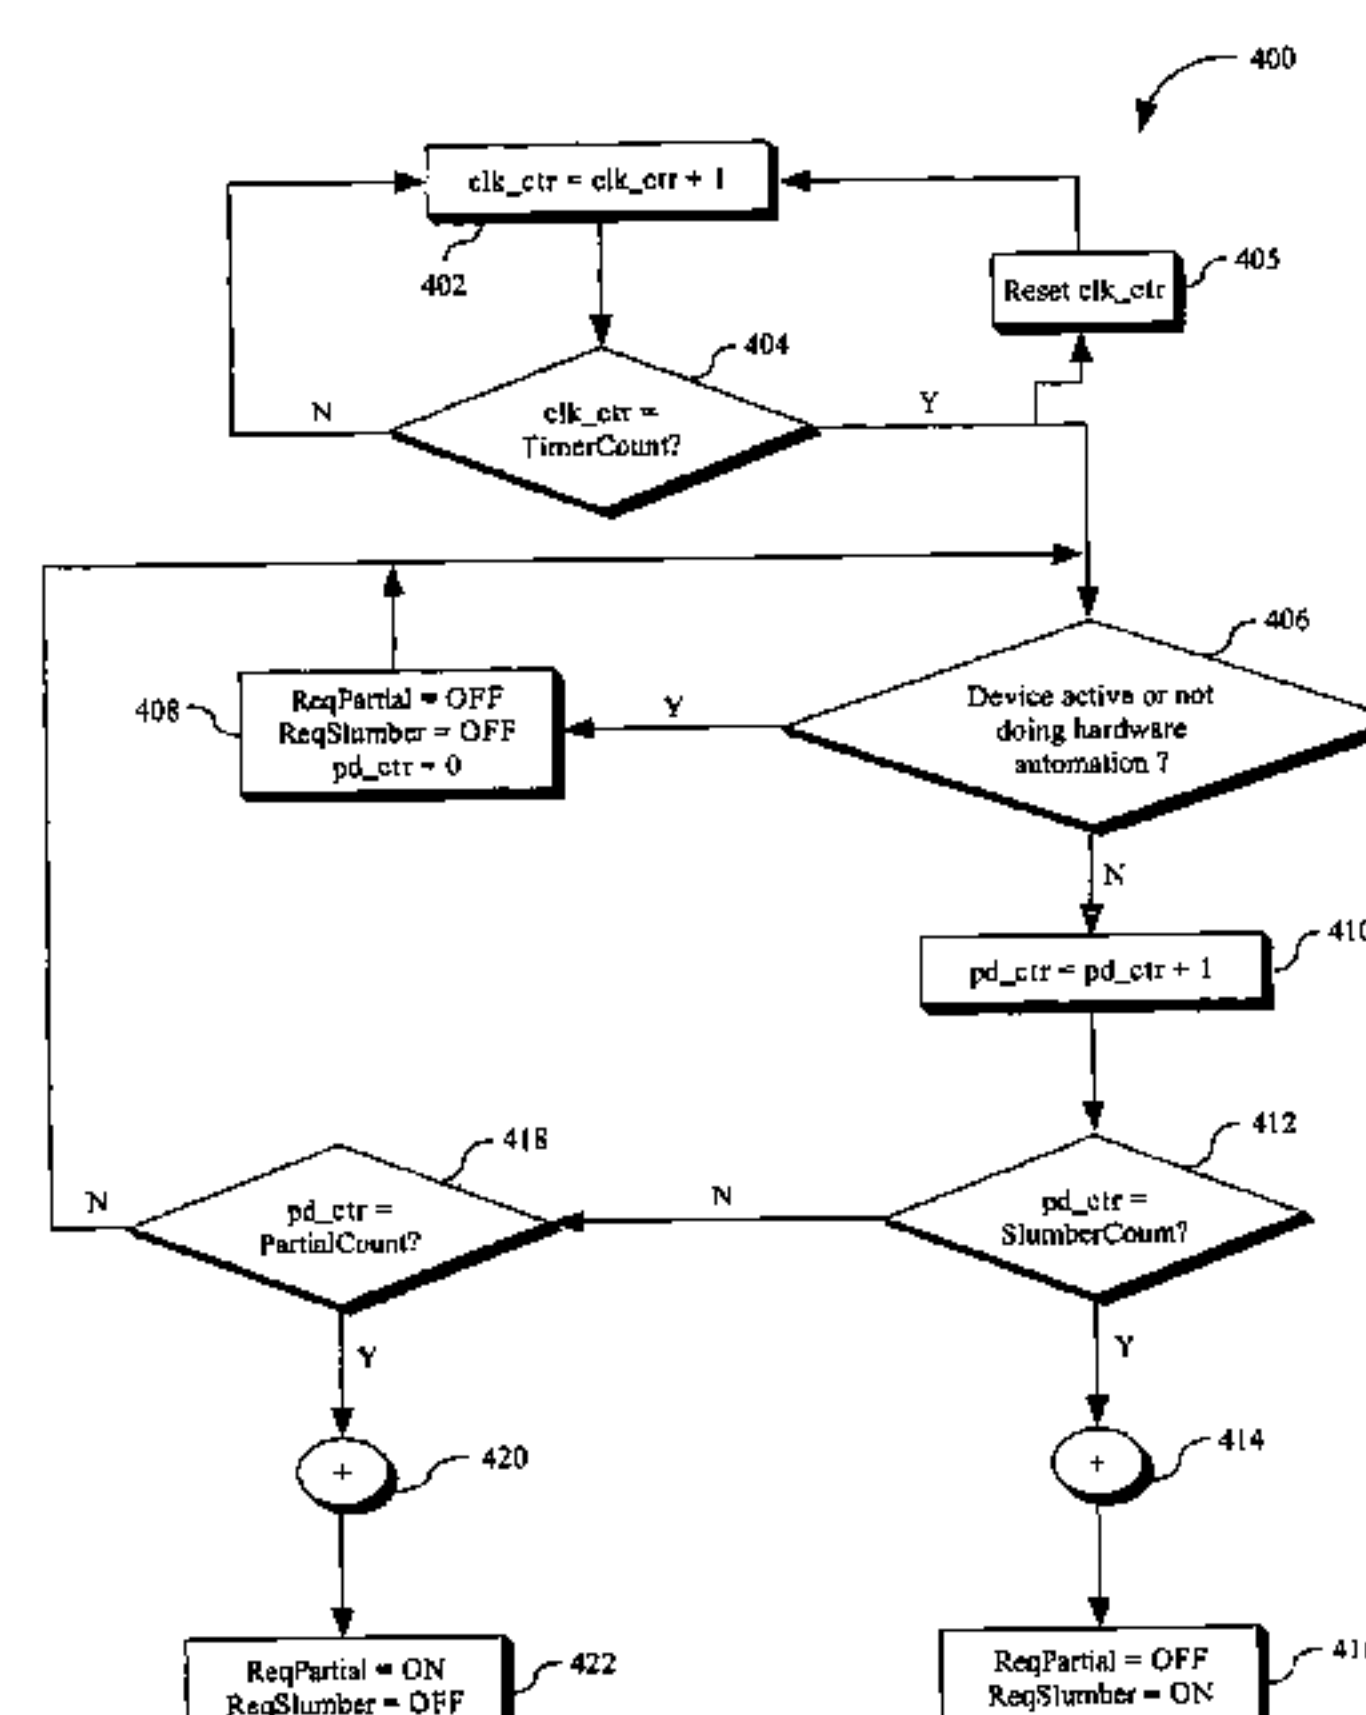 400
clk_ctr = clk_ctr + 1
402
405
Reset clk_ctr
404
clk_ctr =
TimerCount?
N
Y
406
Device active or not
doing hardware
automation ?
Y
408
ReqPartial = OFF
ReqSlumber = OFF
pd_ctr = 0
N
410
pd_ctr = pd_ctr + 1
412
pd_ctr =
SlumberCount?
N
418
pd_ctr =
PartialCount?
N
Y
Y
420
+
414
+
422
ReqPartial = ON
ReqSlumber = OFF
ReqPartial = OFF
ReqSlumber = ON